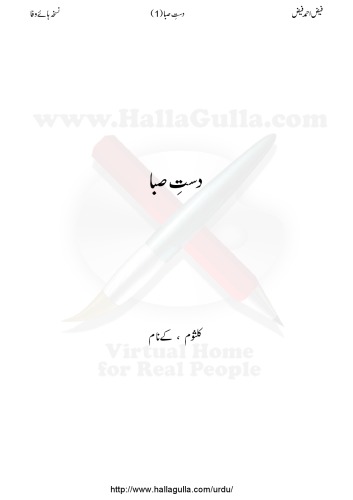 فیض احمد فیض دستِ صبا (1) نسخہ ہائے وفا
www.HallaGulla.com
دستِ صبا
کلثوم ، کے نام
Virtual Home
for Real People
http://www.hallagulla.com/urdu/